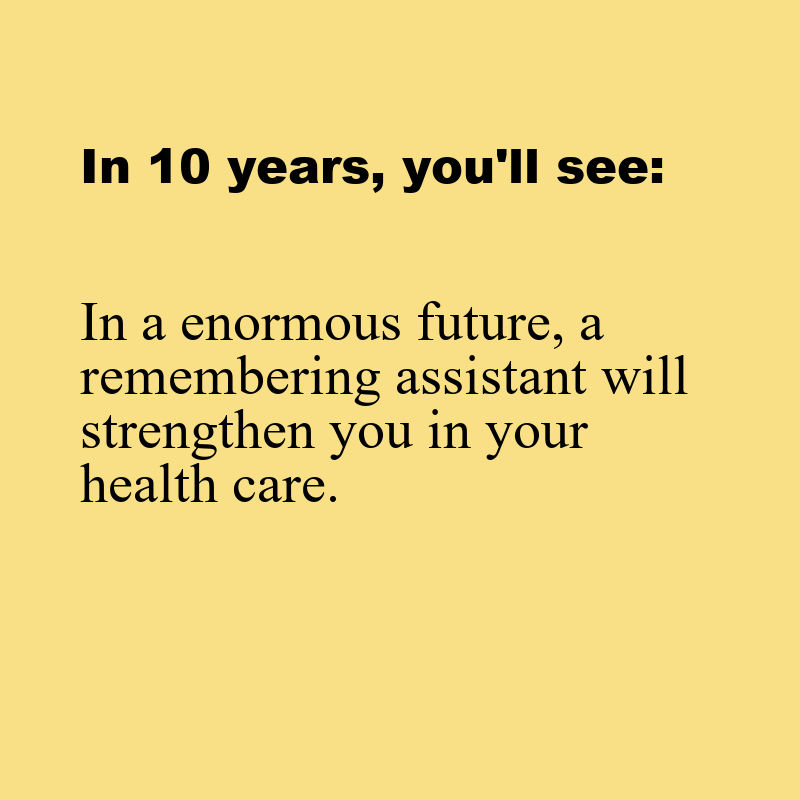 In 10 years, you'll see:
In a enormous future, a
remembering assistant will
strengthen you in your
health care.